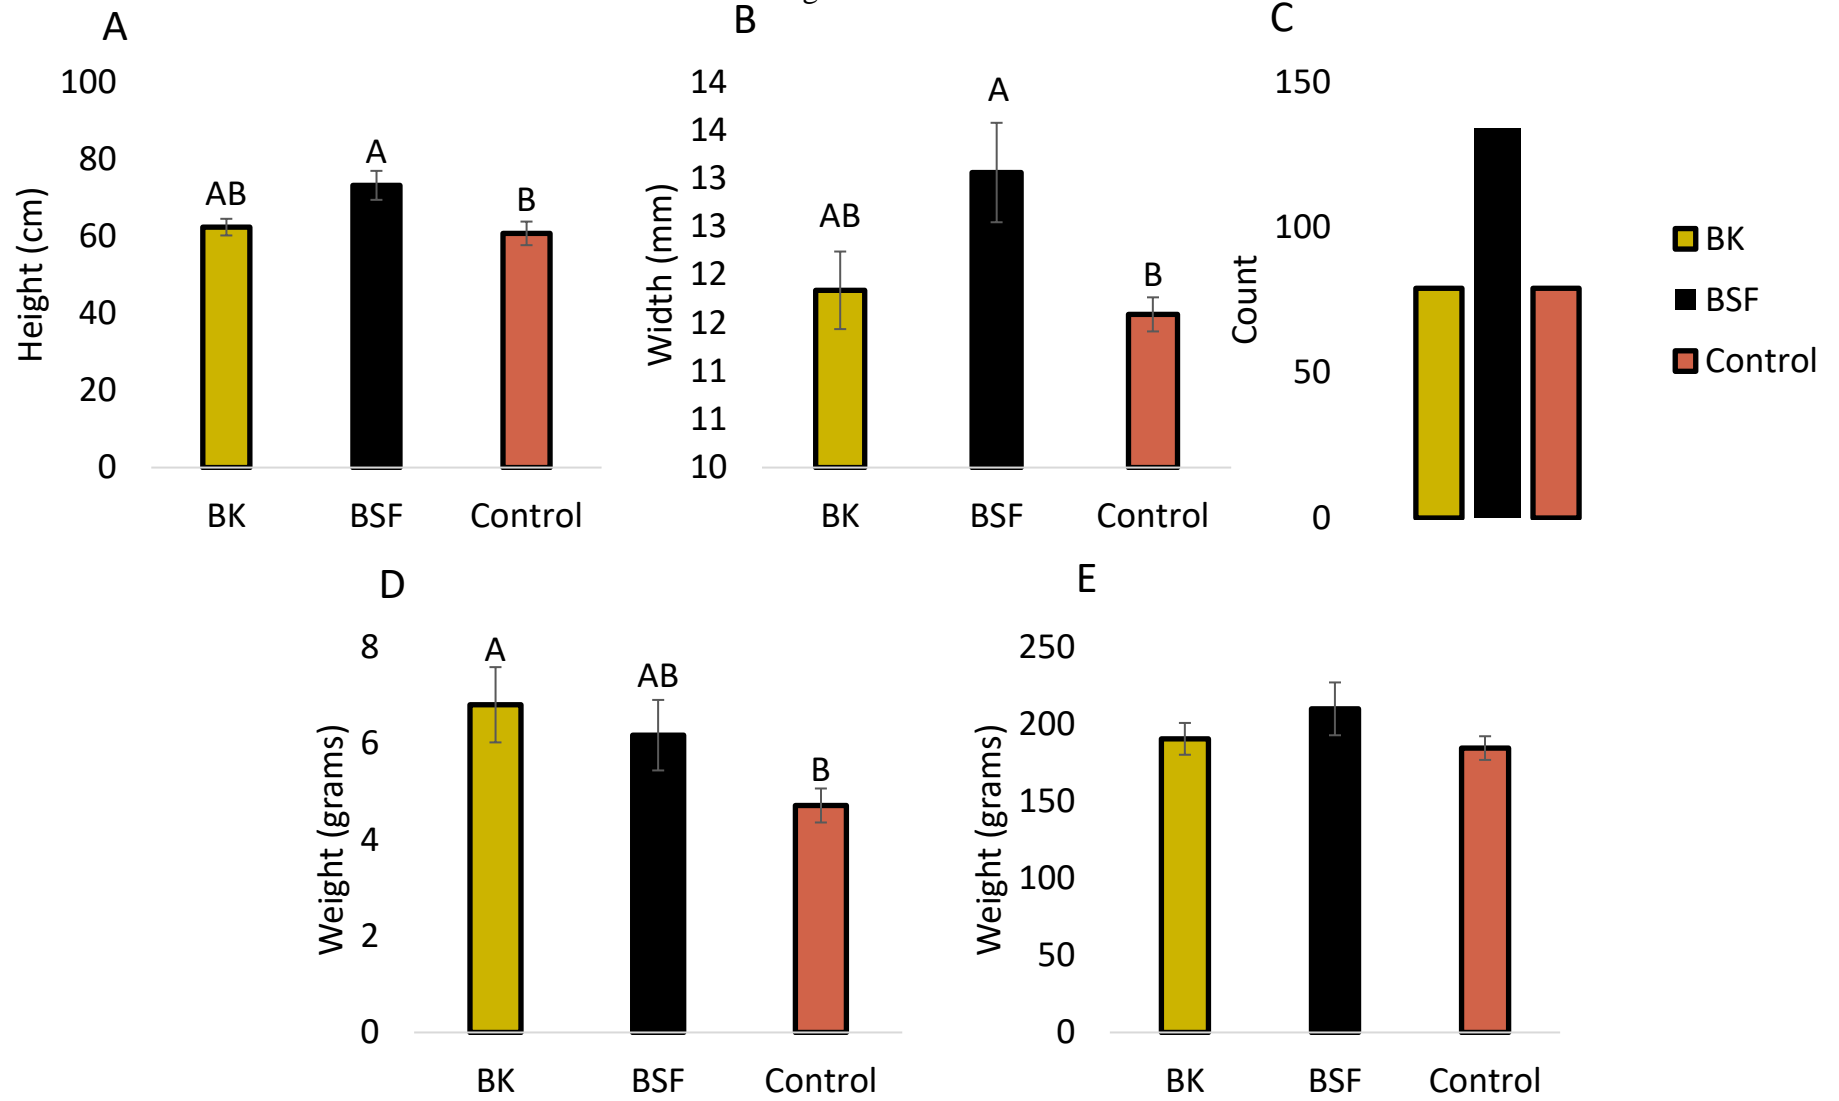 A
Height (cm)
100
80
60
40
20
0
AB
A
B
BK
BSF
Control
B
Width (mm)
14
14
13
13
12
12
11
11
10
AB
A
B
BK
BSF
Control
C
Count
150
100
50
0
BK
BSF
Control
D
Weight (grams)
8
6
4
2
0
A
AB
B
BK
BSF
Control
E
Weight (grams)
250
200
150
100
50
0
BK
BSF
Control